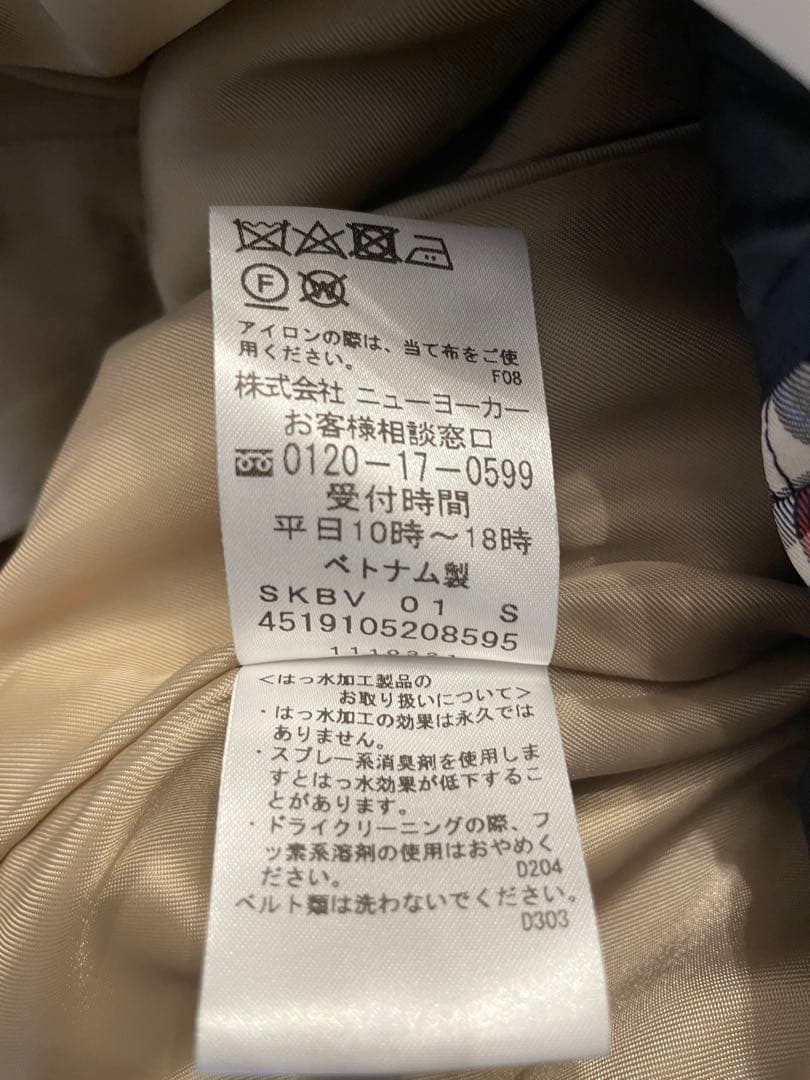 F W
アイロンの際は、当て布をご使
用ください。
F08
株式会社 ニューヨーカー
お客様相談窓口
0120-17-0599
受付時間
平日10時～18時
ベトナム製
SKBV 01 S
4519105208595
<はっ水加工製品の
お取り扱いについて>
・はっ水加工の効果は永久では
ありません。
・スプレー系消臭剤を使用しま
すとはっ水効果が低下するこ
とがあります。
・ドライクリーニングの際、フ
ッ素系溶剤の使用はおやめく
ださい。
D204
ベルト類は洗わないでください。
D303